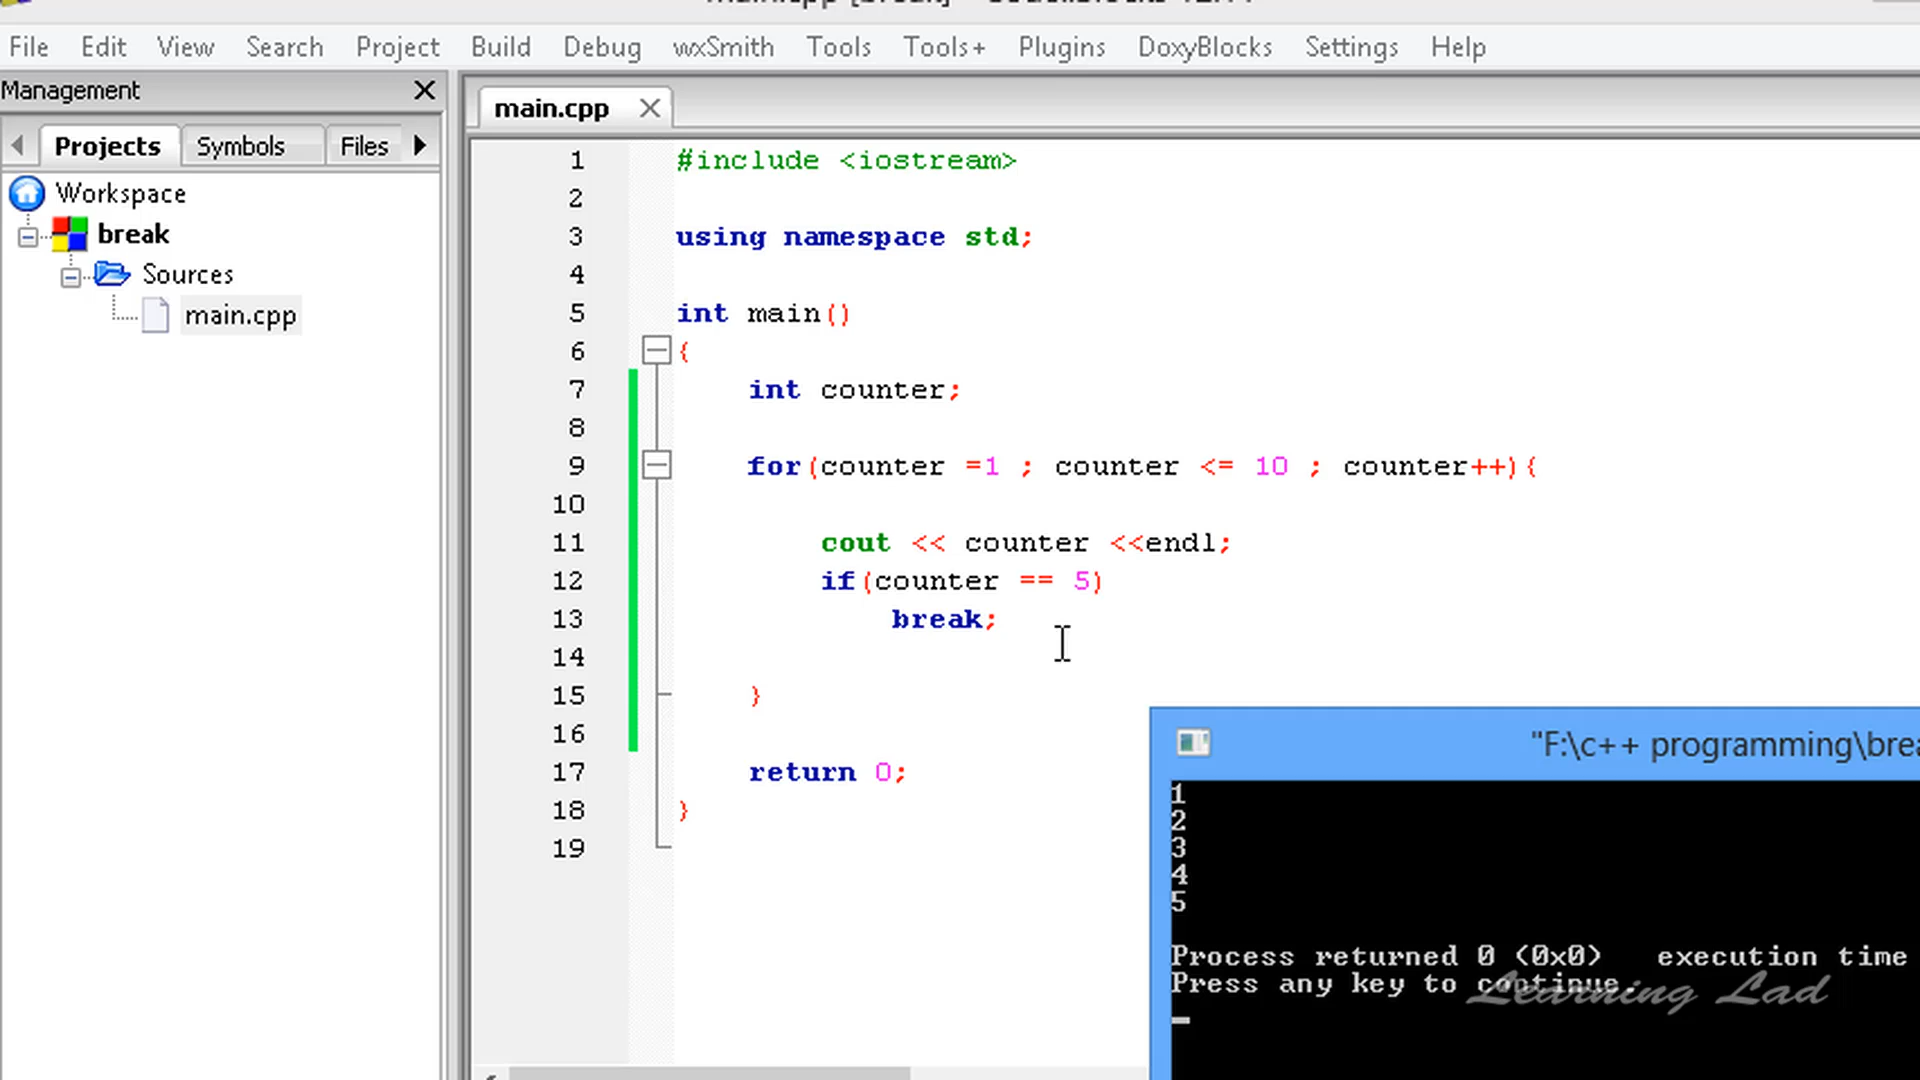 File Edit View Search Project Build Debug wxSmith Tools Tools+ Plugins DoxyBlocks Settings Help
Management
main.cpp
Projects Symbols Files
Workspace
break
Sources
main.cpp
1 #include <iostream>
2
3 using namespace std;
4
5 int main()
6 {
7 int counter;
8
9 for(counter =1 ; counter <= 10 ; counter++){
10
11 cout << counter <<endl;
12 if(counter == 5)
13 break;
14
15 }
16
17 return 0;
18 }
19
"F:\c++ programming\brea
1
2
3
4
5
Process returned 0 (0x0) execution time
Press any key to continue.
Learning Lad